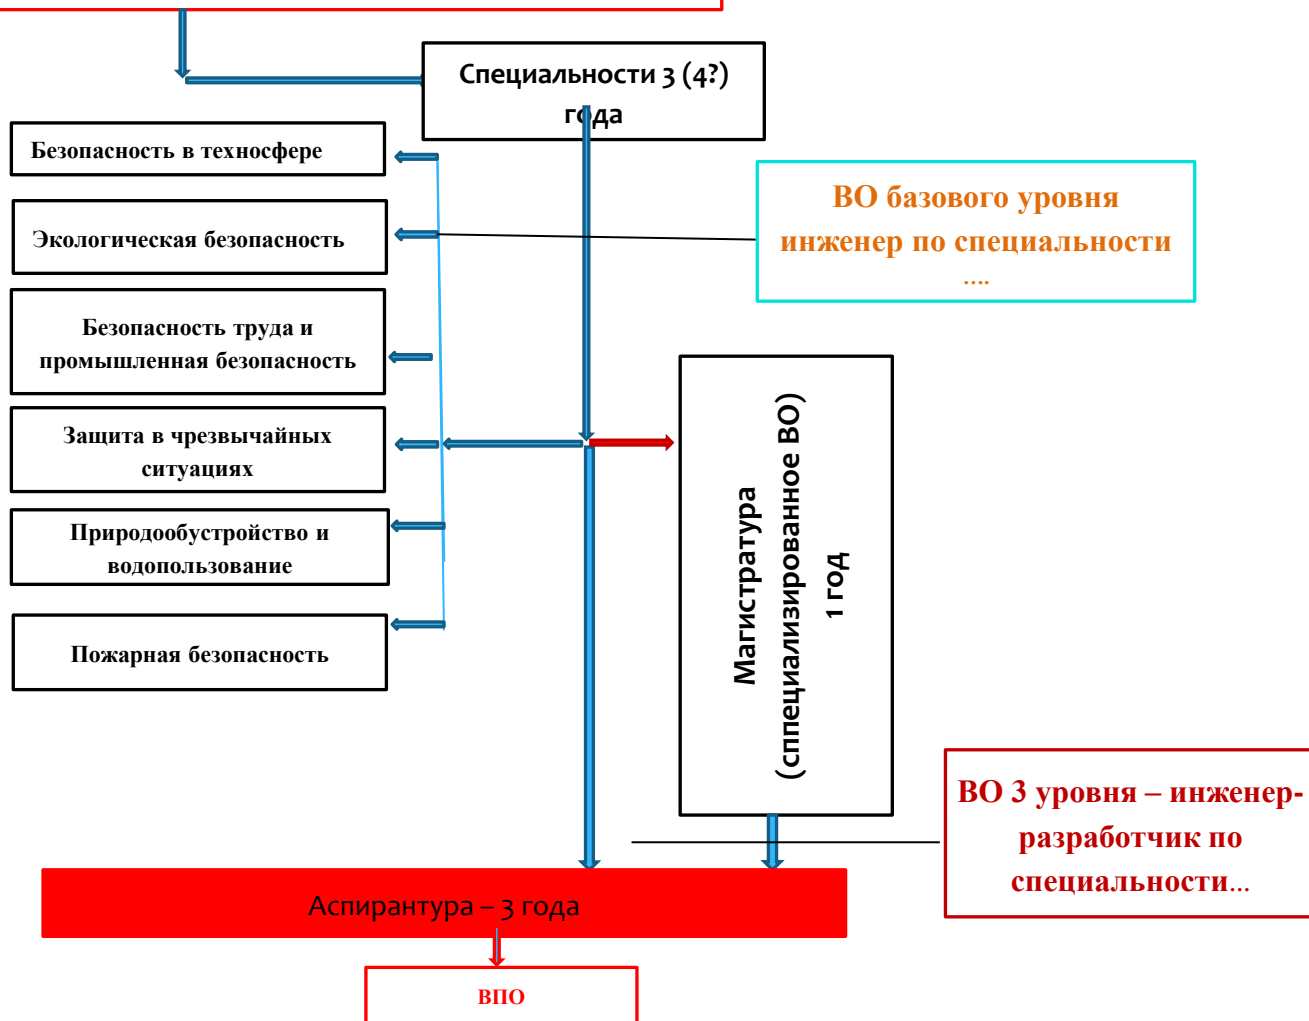 Специальности 3 (4?)
года
Безопасность в техносфере
ВО базового уровня
инженер по специальности
....
Экологическая безопасность
Безопасность труда и
промышленная безопасность
Защита в чрезвычайных
ситуациях
Природообустройство и
водопользование
Пожарная безопасность
Магистратура
(сппециализированное ВО)
1 год
ВО 3 уровня – инженер-
разработчик по
специальности...
Аспирантура – 3 года
ВПО